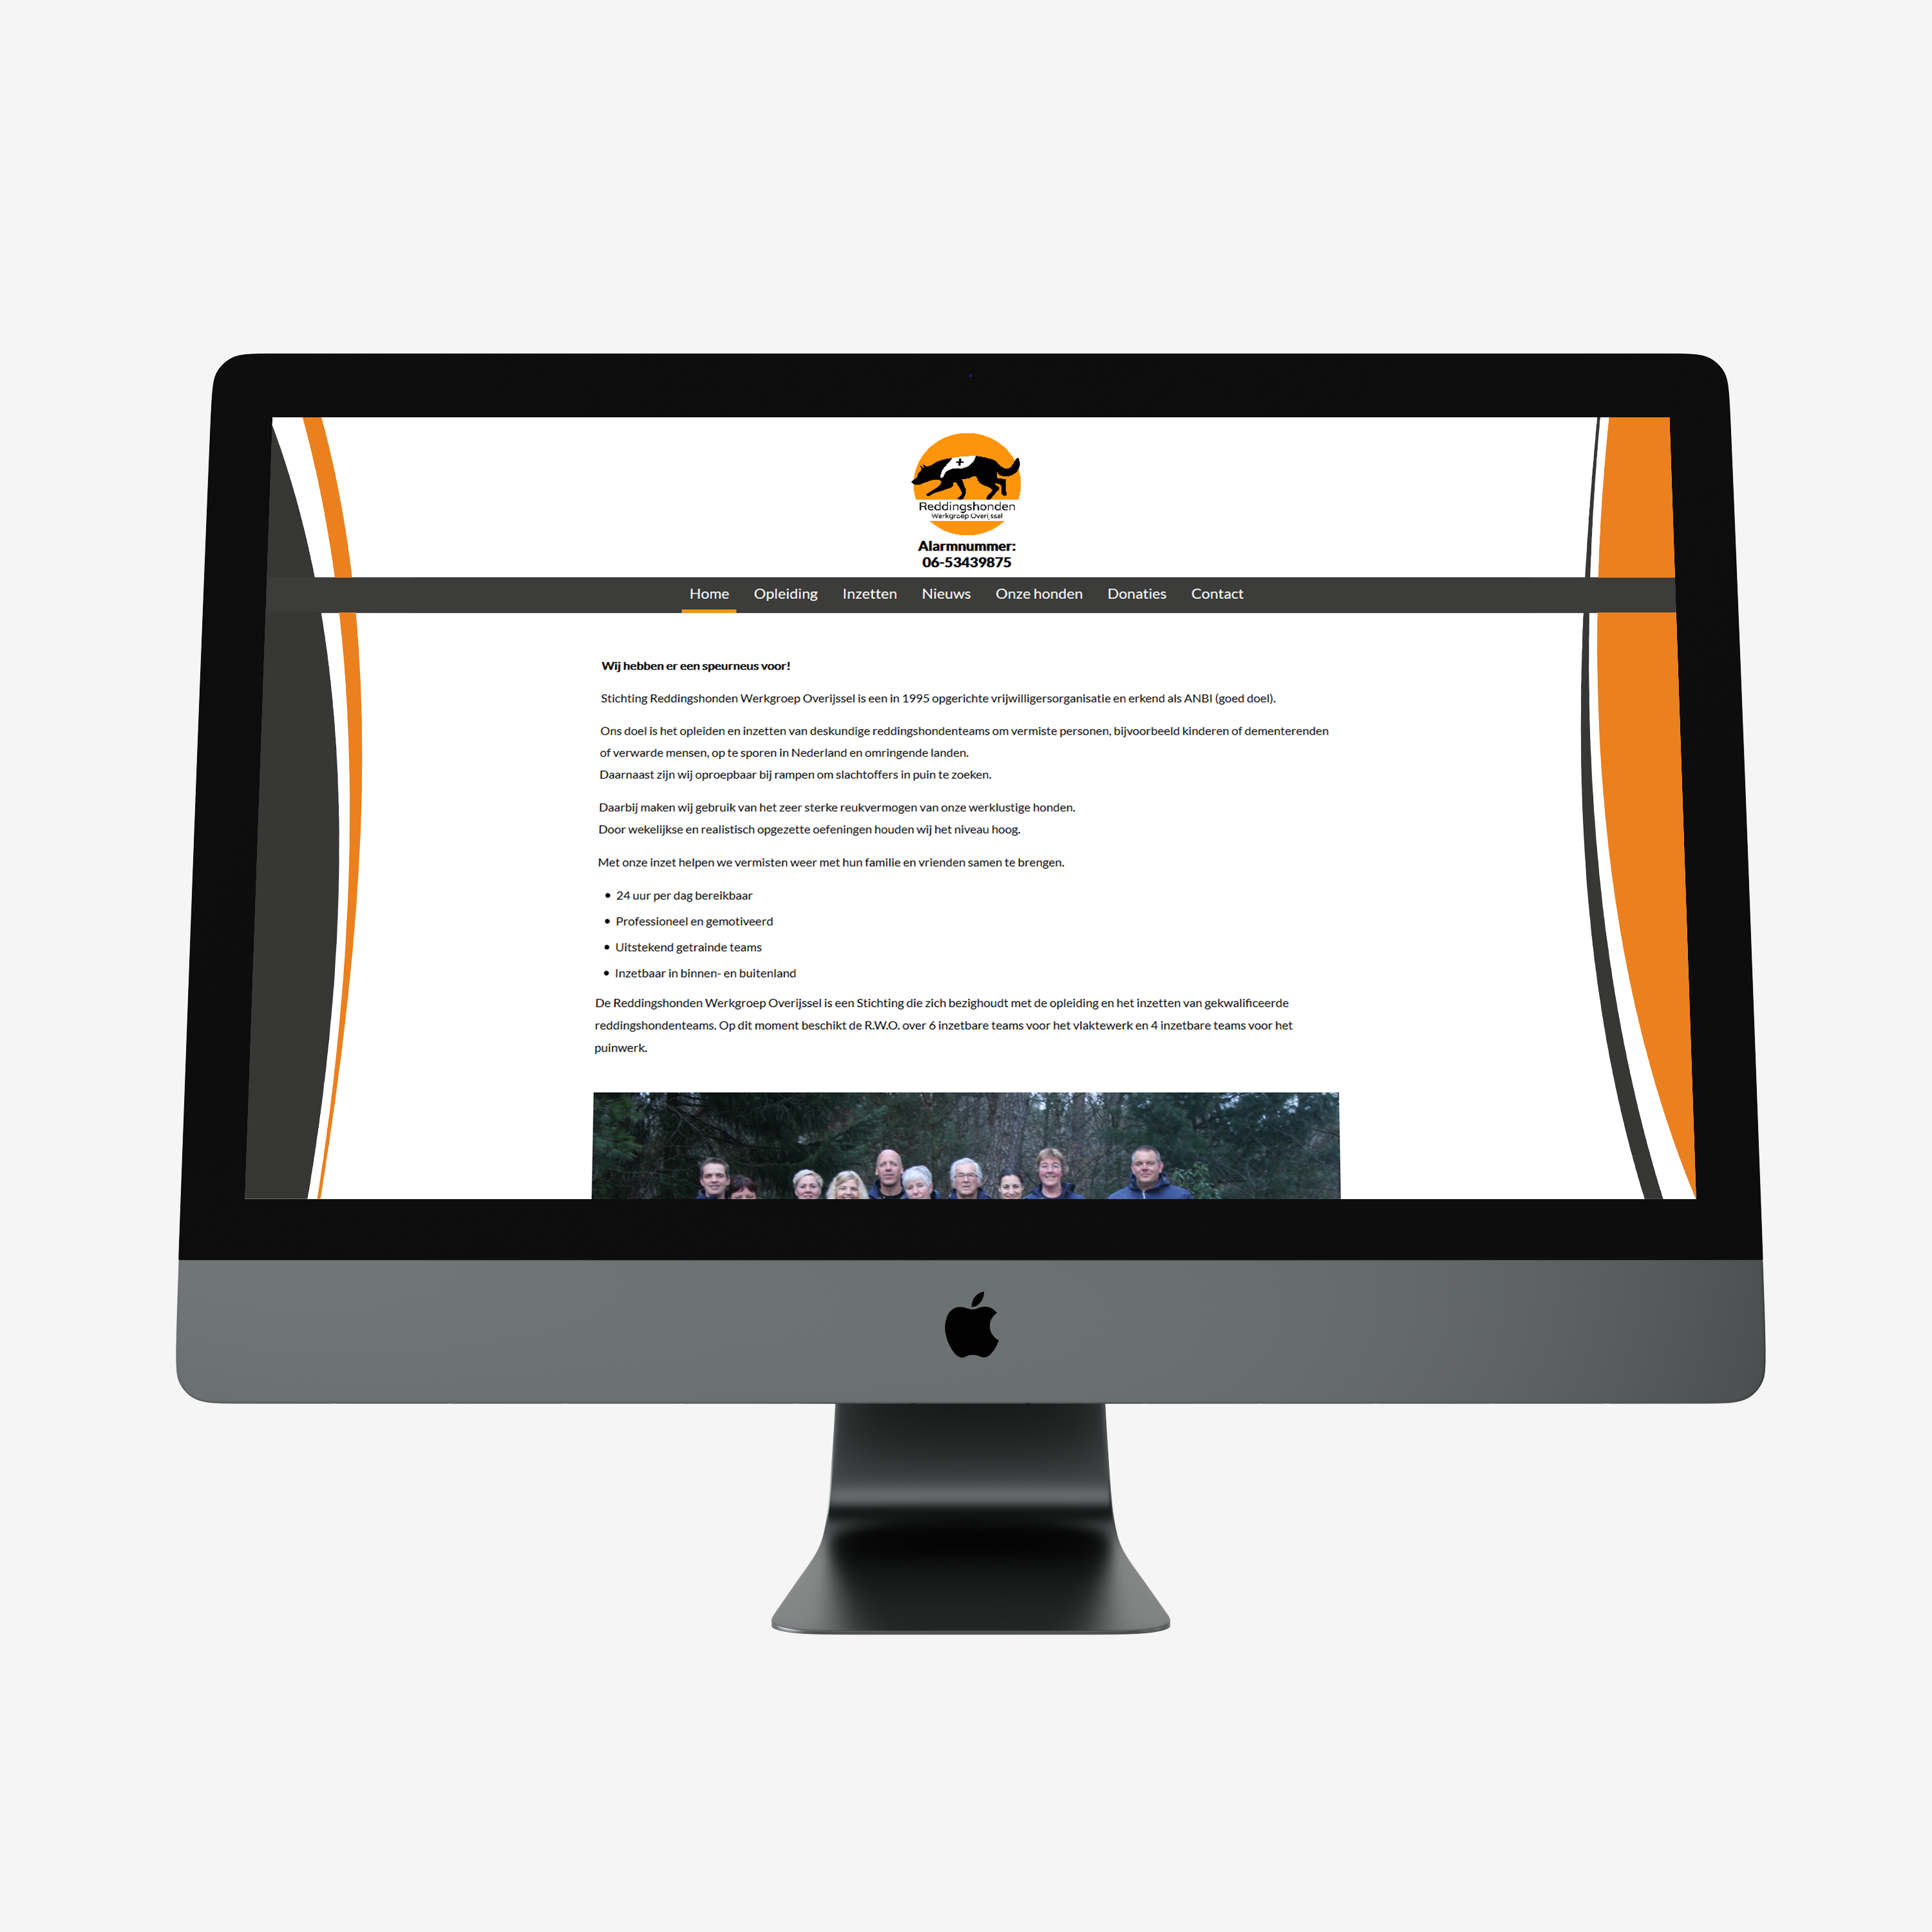 Reddingshonden
Werkgroep Overijssel
Alarmnummer:
06-53439875
Home Opleiding Inzetten Nieuws Onze honden Donaties Contact
Wij hebben er een speurneus voor!
Stichting Reddingshonden Werkgroep Overijssel is een in 1995 opgerichte vrijwilligersorganisatie en erkend als ANBI (goed doel).
Ons doel is het opleiden en inzetten van deskundige reddingshondenteams om vermiste personen, bijvoorbeeld kinderen of dementerenden
of verwarde mensen, op te sporen in Nederland en omringende landen.
Daarnaast zijn wij oproepbaar bij rampen om slachtoffers in puin te zoeken.
Daarbij maken wij gebruik van het zeer sterke reukvermogen van onze werklustige honden.
Door wekelijkse en realistisch opgezette oefeningen houden wij het niveau hoog.
Met onze inzet helpen we vermisten weer met hun familie en vrienden samen te brengen.
• 24 uur per dag bereikbaar
• Professioneel en gemotiveerd
• Uitstekend getrainde teams
• Inzetbaar in binnen- en buitenland
De Reddingshonden Werkgroep Overijssel is een Stichting die zich bezighoudt met de opleiding en het inzetten van gekwalificeerde
reddingshondenteams. Op dit moment beschikt de R.W.O. over 6 inzetbare teams voor het vlaktewerk en 4 inzetbare teams voor het
puinwerk.